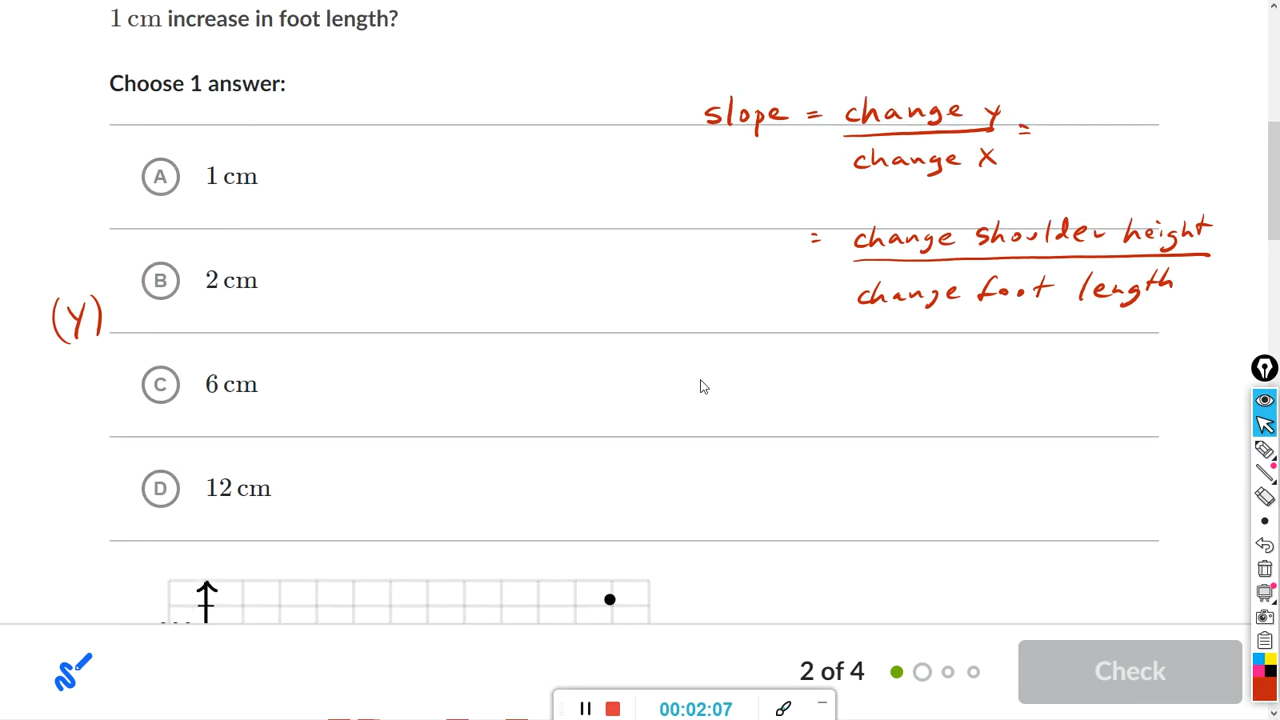 1 cm increase in foot length?
Choose 1 answer:
slope = change y / change x =
A 1 cm
= change shoulder height / change foot length
B 2 cm
(Y)
C 6 cm
D 12 cm
2 of 4
Check
00:02:07